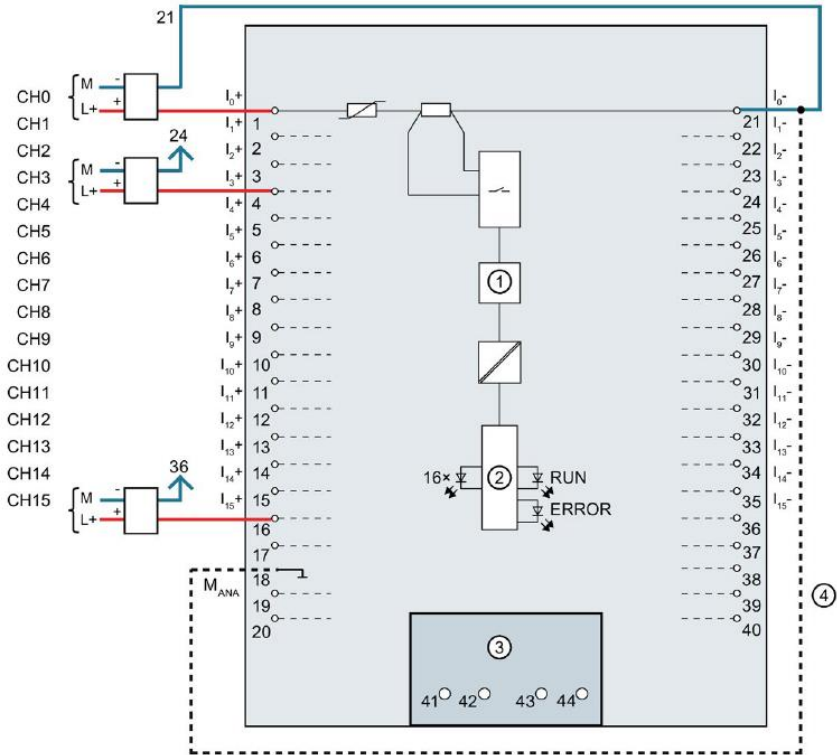 21
M -
L+ +
CH0
CH1
CH2
CH3
CH4
CH5
CH6
CH7
CH8
CH9
CH10
CH11
CH12
CH13
CH14
CH15
24
M -
L+ +
36
M -
L+ +
I₀+
I₁+ 1
I₂+ 2
I₃+ 3
I₄+ 4
I₅+ 5
I₆+ 6
I₇+ 7
I₈+ 8
I₉+ 9
I₁₀+ 10
I₁₁+ 11
I₁₂+ 12
I₁₃+ 13
I₁₄+ 14
I₁₅+ 15
16
17
M_ANA 18
19
20
①
②
16×
RUN
ERROR
③
41 42 43 44
I₀-
21 I₁-
22 I₂-
23 I₃-
24 I₄-
25 I₅-
26 I₆-
27 I₇-
28 I₈-
29 I₉-
30 I₁₀-
31 I₁₁-
32 I₁₂-
33 I₁₃-
34 I₁₄-
35 I₁₅-
36
37
38
39
40
④